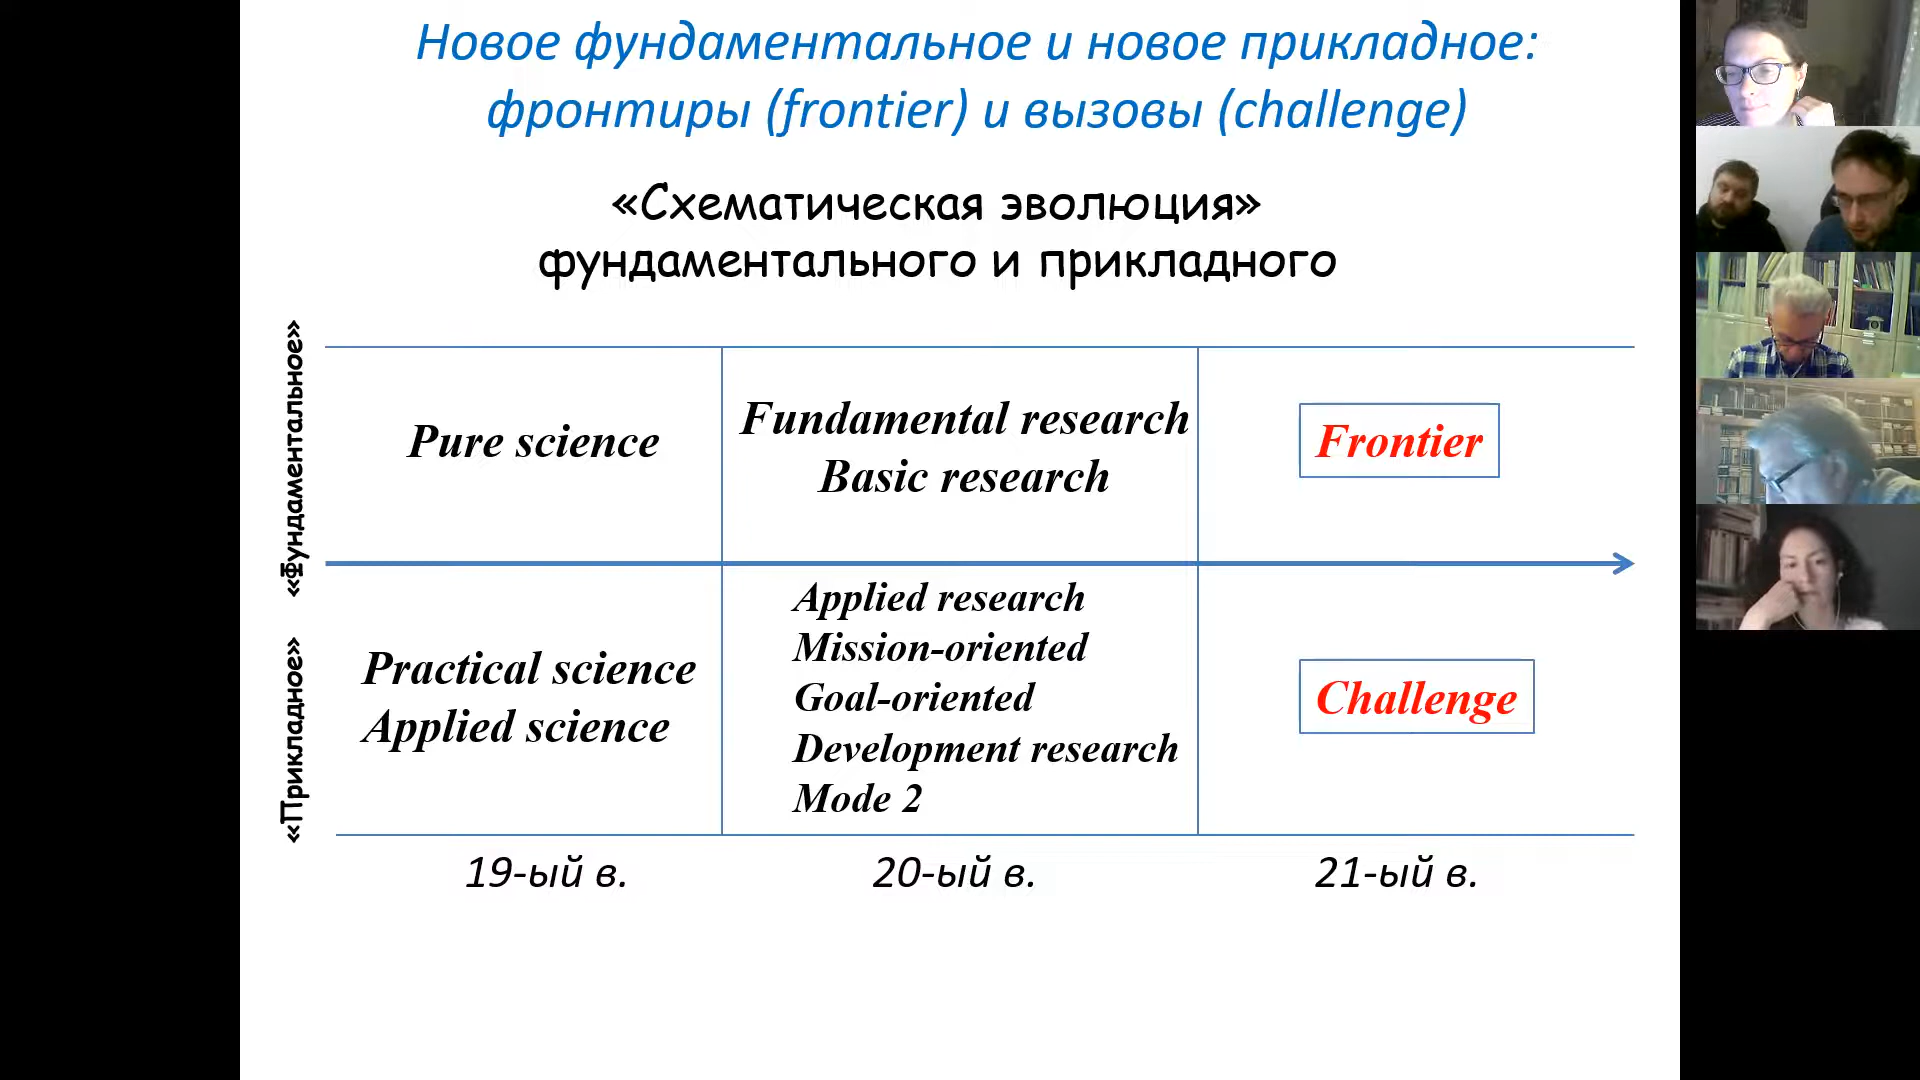 Новое фундаментальное и новое прикладное:
фронтиры (frontier) и вызовы (challenge)
«Схематическая эволюция»
фундаментального и прикладного
«Фундаментальное»
Pure science
Fundamental research
Basic research
Frontier
«Прикладное»
Practical science
Applied science
Applied research
Mission-oriented
Goal-oriented
Development research
Mode 2
Challenge
19-ый в.
20-ый в.
21-ый в.